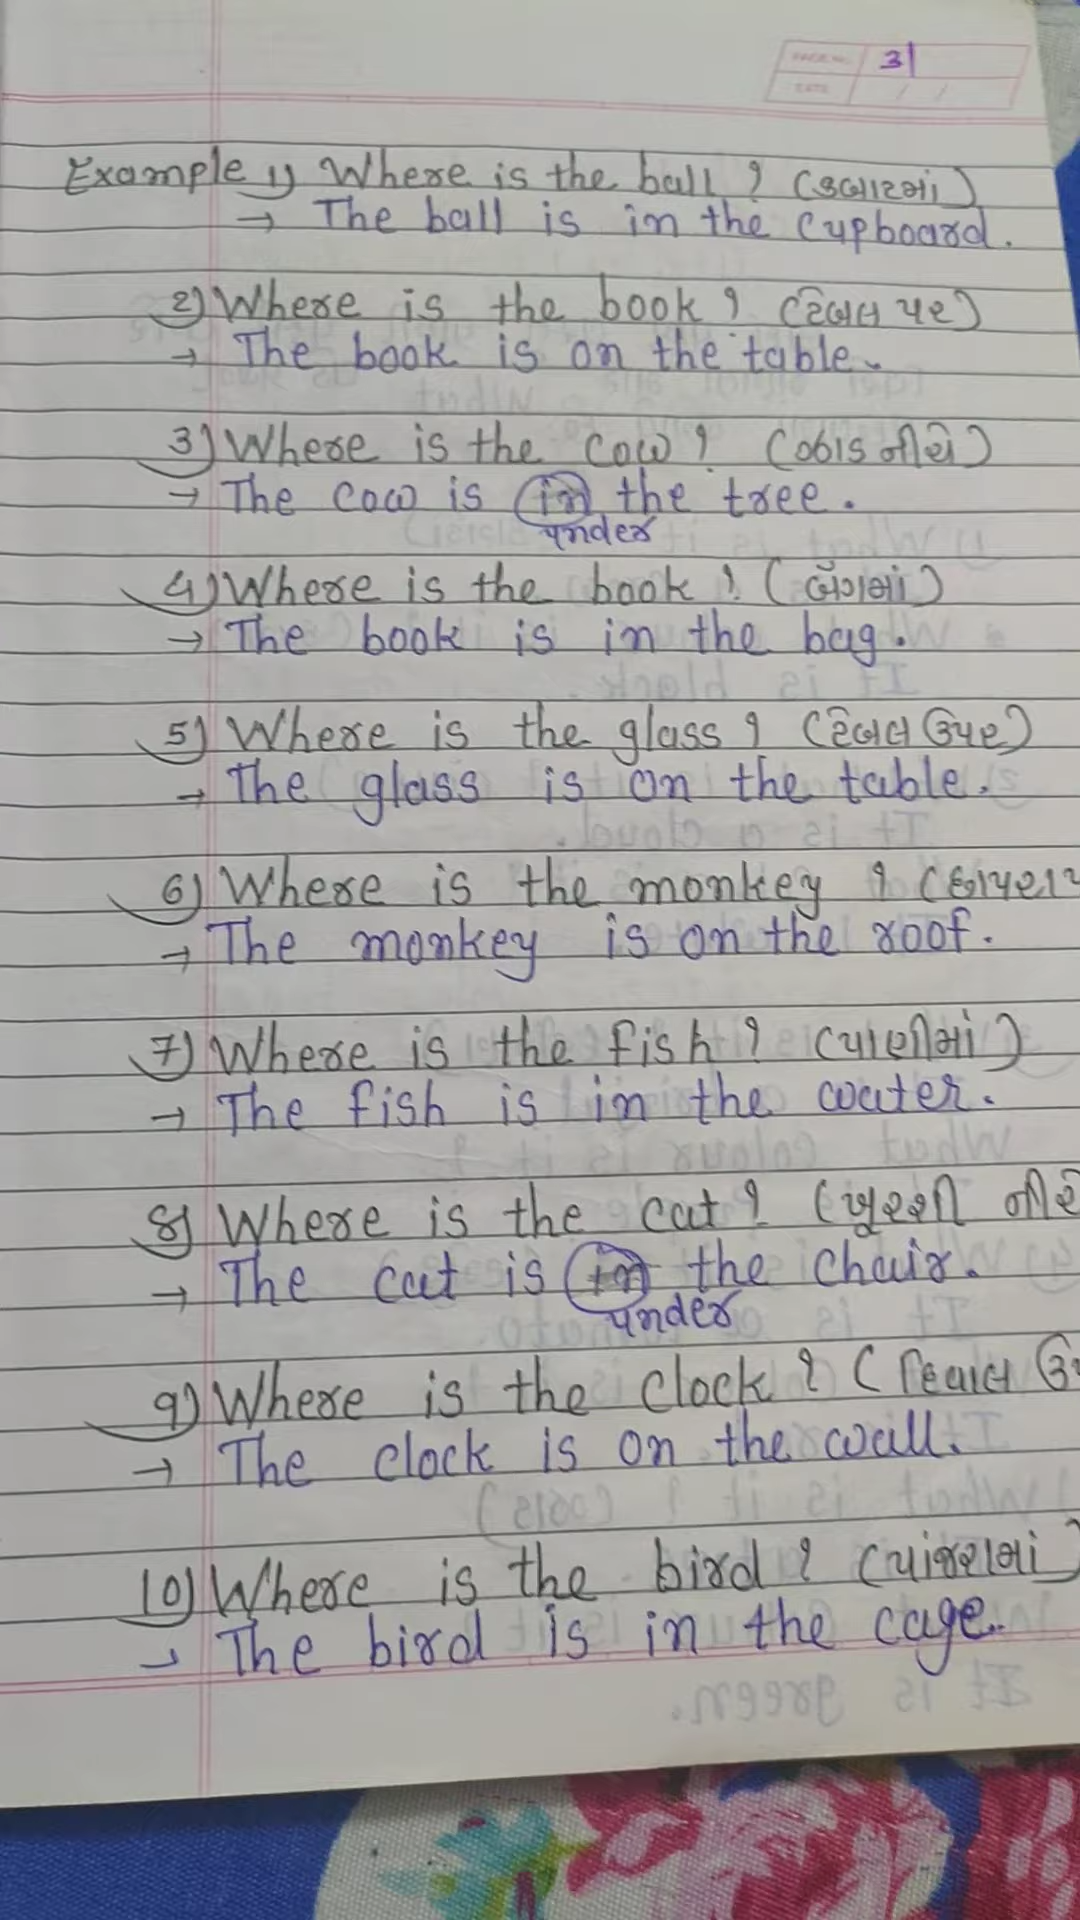 PAGE No. 31
DATE / /
Example 1) Where is the ball ? (કબાટમાં)
→ The ball is in the cupboard.
2) Where is the book ? (ટેબલ પર)
→ The book is on the table.
3) Where is the cow ? (ઝાડ નીચે)
→ The cow is in the tree.
under
4) Where is the book ? (બેગમાં)
→ The book is in the bag.
5) Where is the glass ? (ટેબલ ઉપર)
→ The glass is on the table.
6) Where is the monkey ? (
→ The monkey is on the roof.
7) Where is the fish ? (પાણીમાં)
→ The fish is in the water.
8) Where is the cat ? (ખુરશી
→ The cat is in the chair.
under
9) Where is the clock ? (દિવાલ
→ The clock is on the wall.
10) Where is the bird ? (પાંજરામાં)
→ The bird is in the cage.